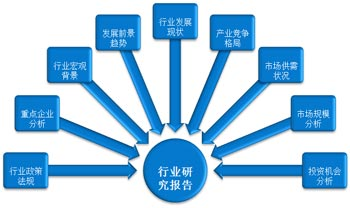 行业发展
现状
发展前景
趋势
产业竞争
格局
行业宏观
背景
市场供需
状况
重点企业
分析
市场规模
分析
行业政策
法规
行业研
究报告
投资机会
分析